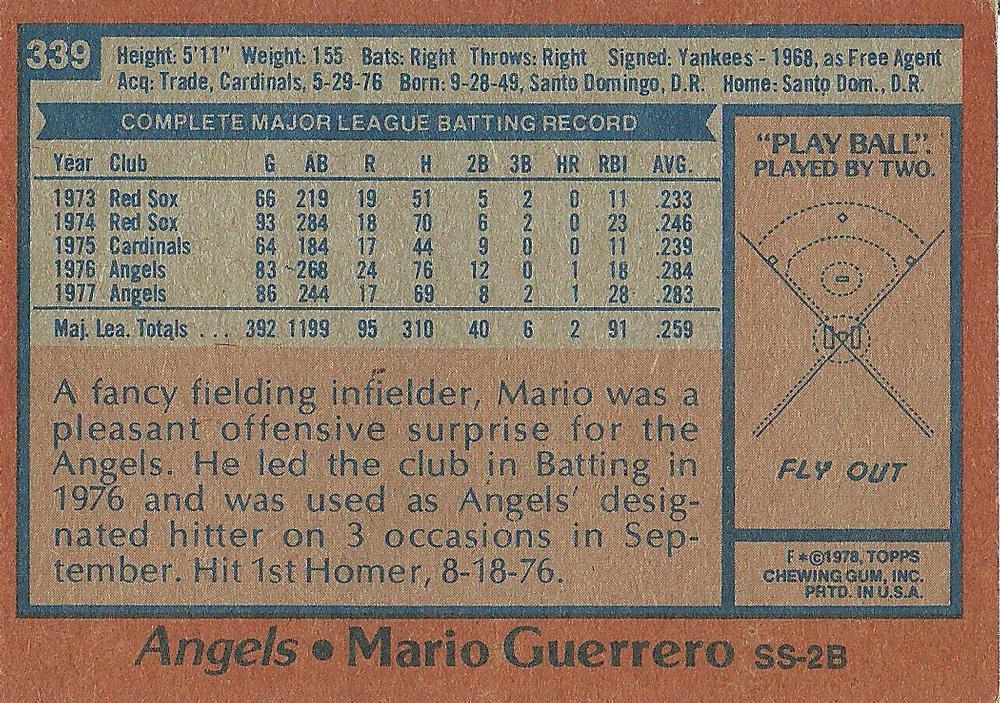 339
Height: 5'11" Weight: 155 Bats: Right Throws: Right Signed: Yankees - 1968, as Free Agent
Acq: Trade, Cardinals, 5-29-76 Born: 9-28-49, Santo Domingo, D.R. Home: Santo Dom., D.R.
COMPLETE MAJOR LEAGUE BATTING RECORD
Year Club G AB R H 2B 3B HR RBI AVG.
1973 Red Sox 66 219 19 51 5 2 0 11 .233
1974 Red Sox 93 284 18 70 6 2 0 23 .246
1975 Cardinals 64 184 17 44 9 0 0 11 .239
1976 Angels 83 268 24 76 12 0 1 18 .284
1977 Angels 86 244 17 69 8 2 1 28 .283
Maj. Lea. Totals . . . 392 1199 95 310 40 6 2 91 .259
A fancy fielding infielder, Mario was a
pleasant offensive surprise for the
Angels. He led the club in Batting in
1976 and was used as Angels' desig-
nated hitter on 3 occasions in Sep-
tember. Hit 1st Homer, 8-18-76.
"PLAY BALL".
PLAYED BY TWO.
FLY OUT
F*©1978, TOPPS
CHEWING GUM, INC.
PRTD. IN U.S.A.
Angels • Mario Guerrero SS-2B